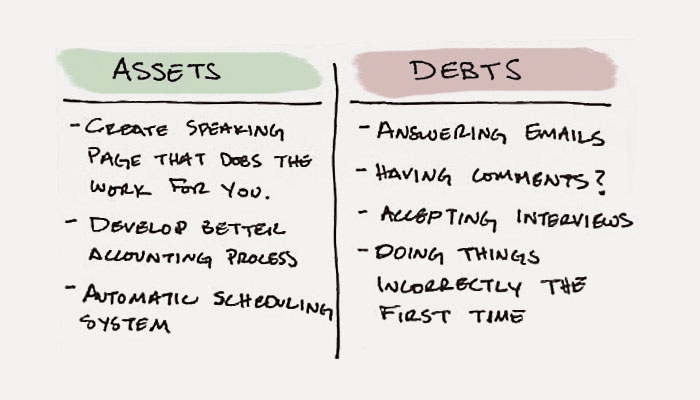 ASSETS
- CREATE SPEAKING
PAGE THAT DOES THE
WORK FOR YOU.
- DEVELOP BETTER
ACCOUNTING PROCESS
- AUTOMATIC SCHEDULING
SYSTEM
DEBTS
- ANSWERING EMAILS
- HAVING COMMENTS?
- ACCEPTING INTERVIEWS
- DOING THINGS
INCORRECTLY THE
FIRST TIME